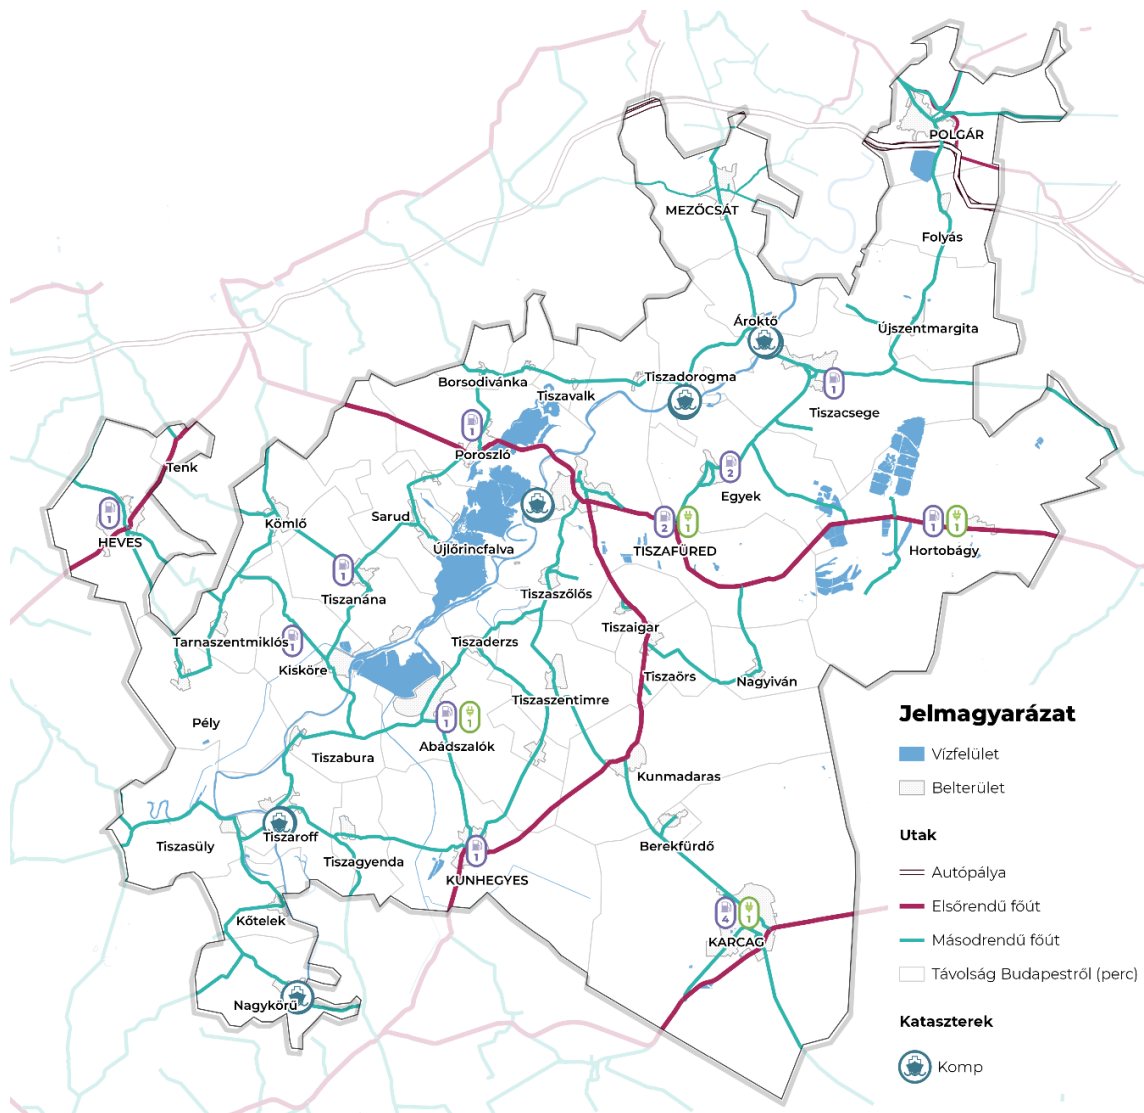 POLGÁR
MEZŐCSÁT
Folyás
Ároktő
Újszentmargita
Borsodivánka
Tiszadorogma
Tiszavalk
1
Tiszacsege
1
Poroszló
Tenk
2
Egyek
1
HEVES
Kömlő
Sarud
2
1
TISZAFÜRED
1
1
Hortobágy
Újlőrincfalva
1
Tiszanána
Tiszaszőlős
Tiszaigar
Tarnaszentmiklós
1
Tiszaderzs
Kisköre
Tiszaörs
Nagyiván
Tiszaszentimre
Pély
1
1
Abádszalók
Tiszabura
Kunmadaras
Tiszaroff
Tiszasüly
Tiszagyenda
1
KUNHEGYES
Berekfürdő
Kőtelek
4
1
KARCAG
Nagykörű
Jelmagyarázat
Vízfelület
Belterület
Utak
Autópálya
Elsőrendű főút
Másodrendű főút
Távolság Budapestről (perc)
Kataszterek
Komp